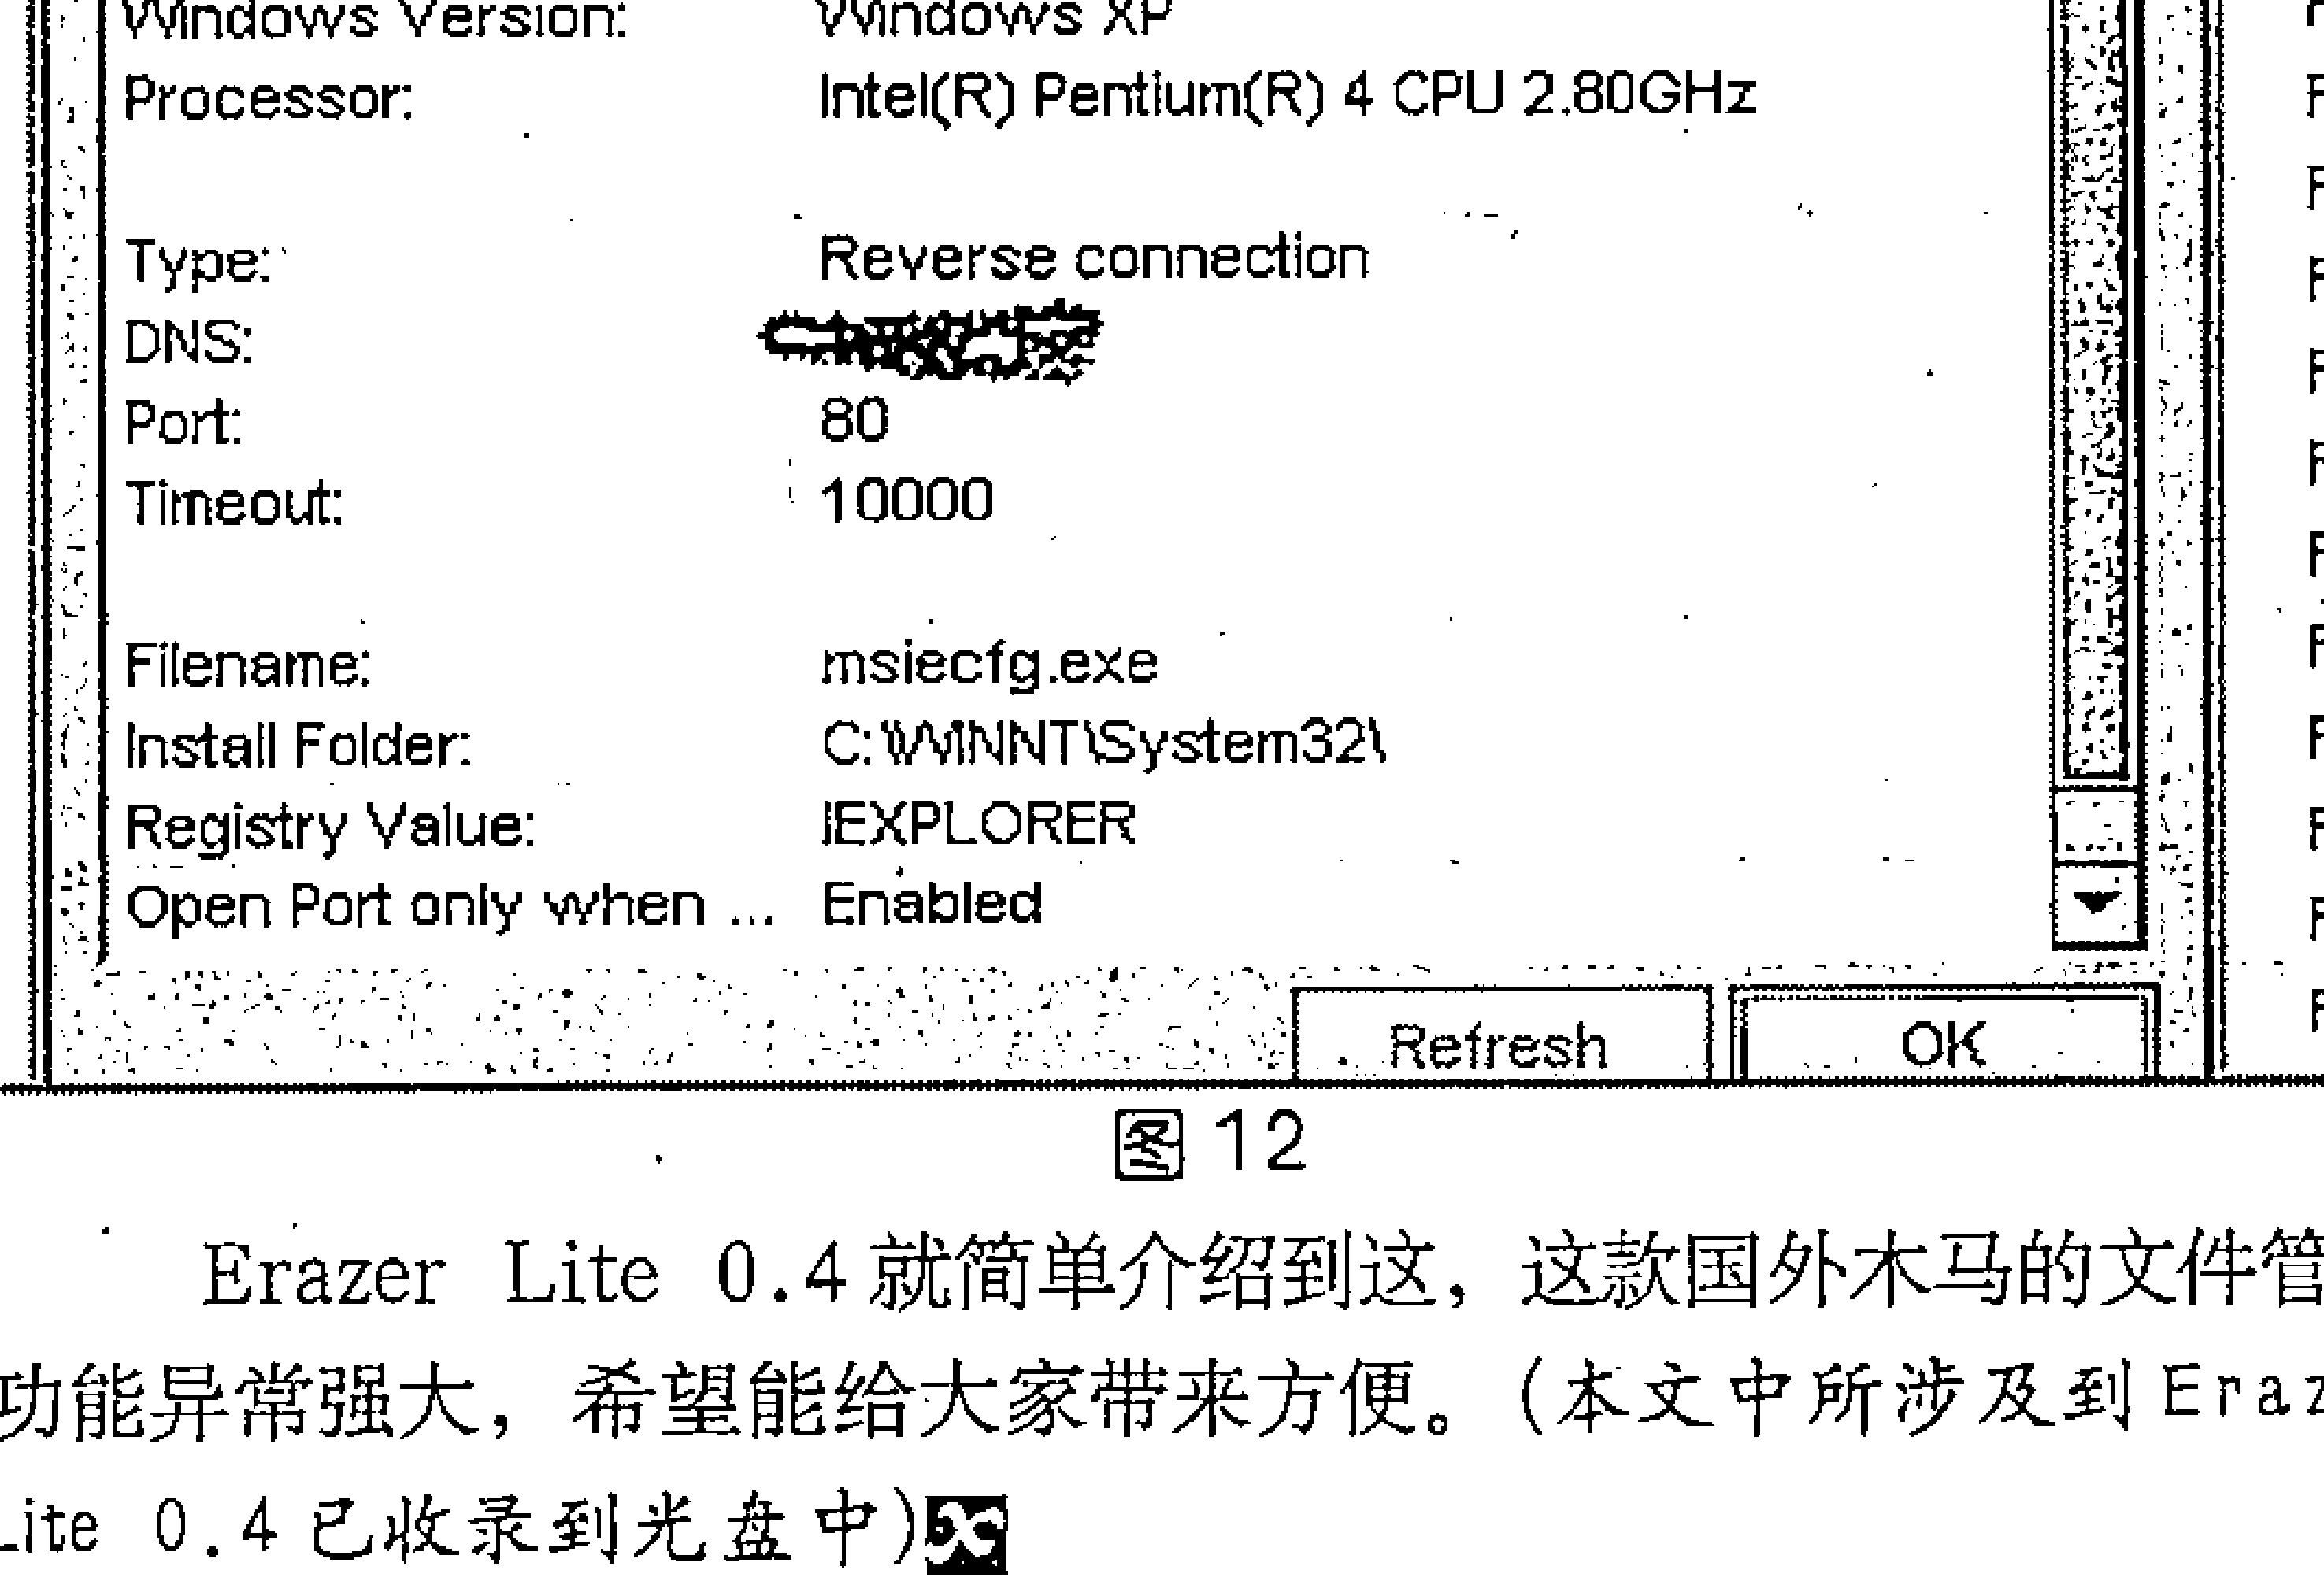 Windows Version: Windows XP
Processor: Intel(R) Pentium(R) 4 CPU 2.80GHz
Type: Reverse connection
DNS:
Port: 80
Timeout: 10000
Filename: msiecfg.exe
Install Folder: C:\WINNT\System32\
Registry Value: IEXPLORER
Open Port only when ... Enabled
Refresh OK
图 12
Erazer Lite 0.4就简单介绍到这，这款国外木马的文件管
功能异常强大，希望能给大家带来方便。(本文中所涉及到Eraz
Lite 0.4已收录到光盘中)